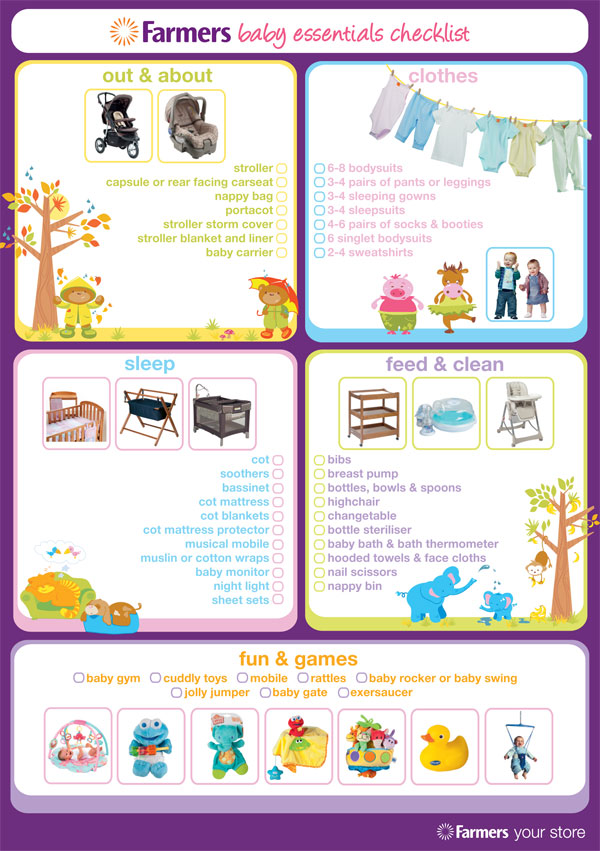 Farmers baby essentials checklist
out & about
stroller
capsule or rear facing carseat
nappy bag
portacot
stroller storm cover
stroller blanket and liner
baby carrier
clothes
6-8 bodysuits
3-4 pairs of pants or leggings
3-4 sleeping gowns
3-4 sleepsuits
4-6 pairs of socks & booties
6 singlet bodysuits
2-4 sweatshirts
sleep
cot
soothers
bassinet
cot mattress
cot blankets
cot mattress protector
musical mobile
muslin or cotton wraps
baby monitor
night light
sheet sets
feed & clean
bibs
breast pump
bottles, bowls & spoons
highchair
changetable
bottle steriliser
baby bath & bath thermometer
hooded towels & face cloths
nail scissors
nappy bin
fun & games
baby gym cuddly toys mobile rattles baby rocker or baby swing
jolly jumper baby gate exersaucer
Farmers your store